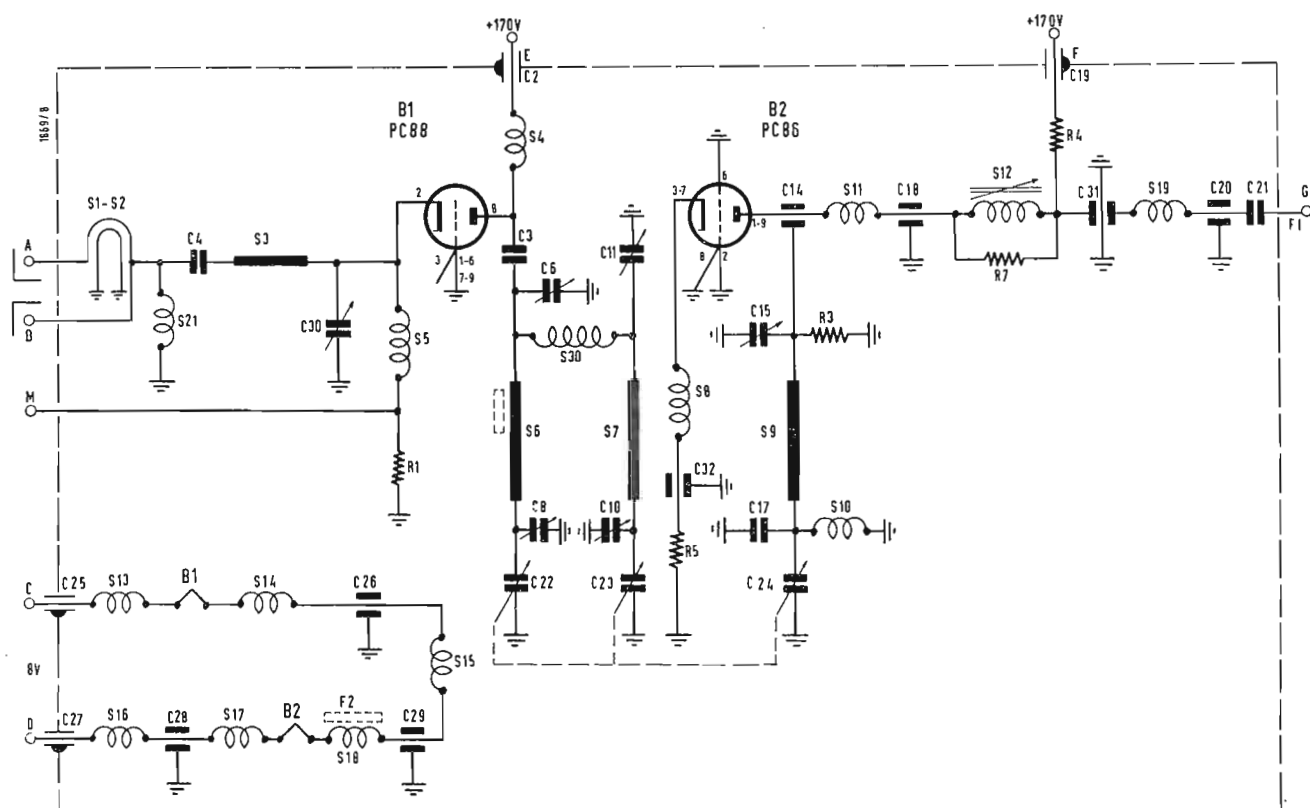 +170V
+170V
E
C2
F
C19
1669/8
B1
PC88
B2
PC86
S4
R4
2
8
3
1-6
7-9
3-7
6
1-9
8
2
C14
S11
C18
S12
C31
S19
C20
C21
G
FI
R7
S1-S2
A
B
C4
S3
S21
C30
S5
C3
C6
C11
S30
C15
R3
M
R1
S6
S7
S8
S9
C32
R5
C8
C10
C17
S10
C22
C23
C24
C
C25
S13
B1
S14
C26
8V
S15
D
C27
S16
C28
S17
B2
F2
S18
C29